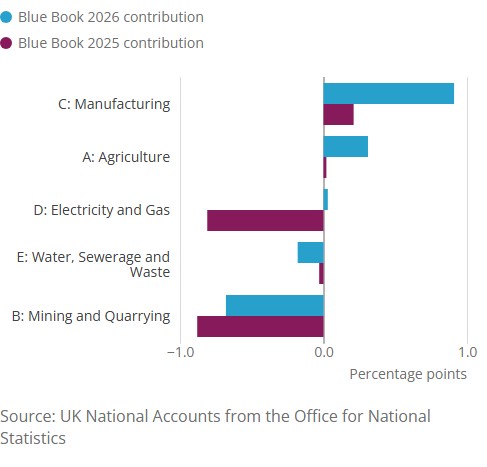 Blue Book 2026 contribution
Blue Book 2025 contribution
C: Manufacturing
A: Agriculture
D: Electricity and Gas
E: Water, Sewerage and
Waste
B: Mining and Quarrying
−1.0 0.0 1.0
Percentage points
Source: UK National Accounts from the Office for National
Statistics